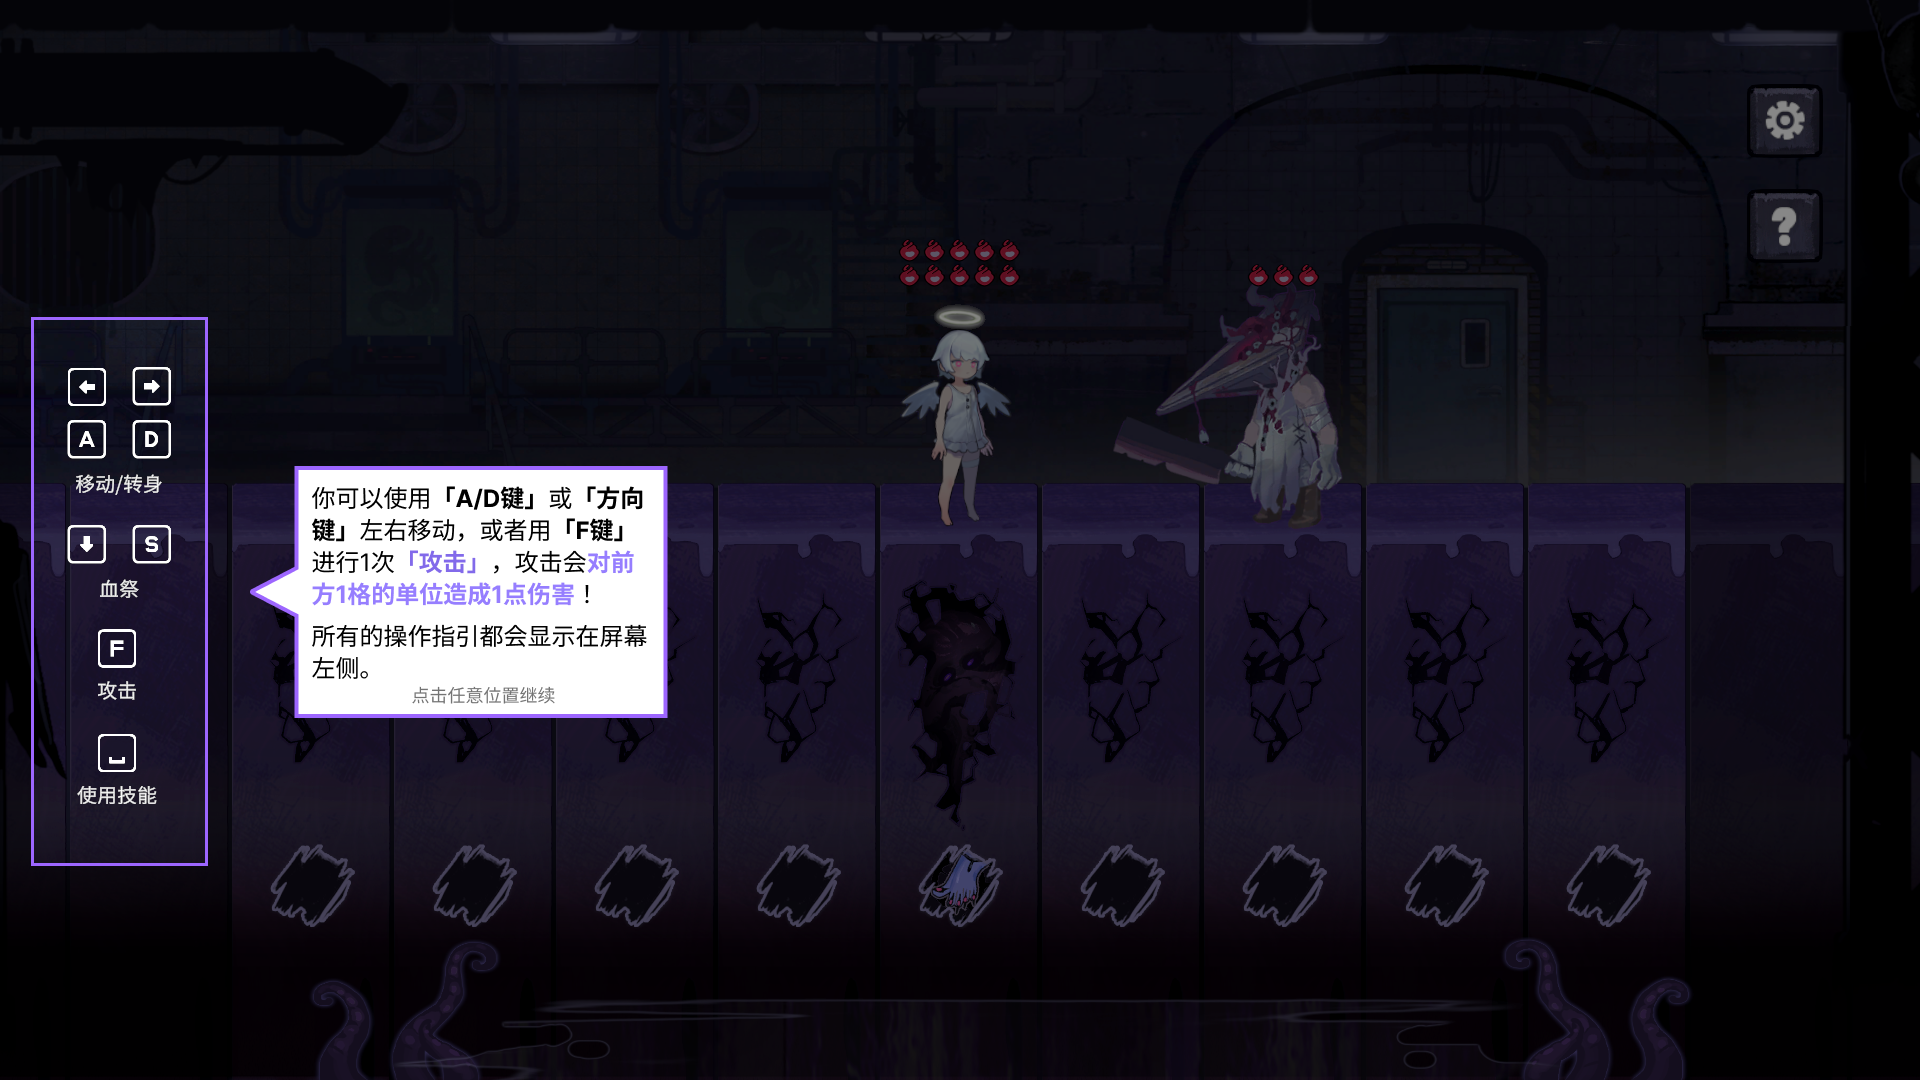 A D
移动/转身
S
血祭
F
攻击
使用技能
你可以使用「A/D键」或「方向
键」左右移动，或者用「F键」
进行1次「攻击」，攻击会对前
方1格的单位造成1点伤害！
所有的操作指引都会显示在屏幕
左侧。
点击任意位置继续
?